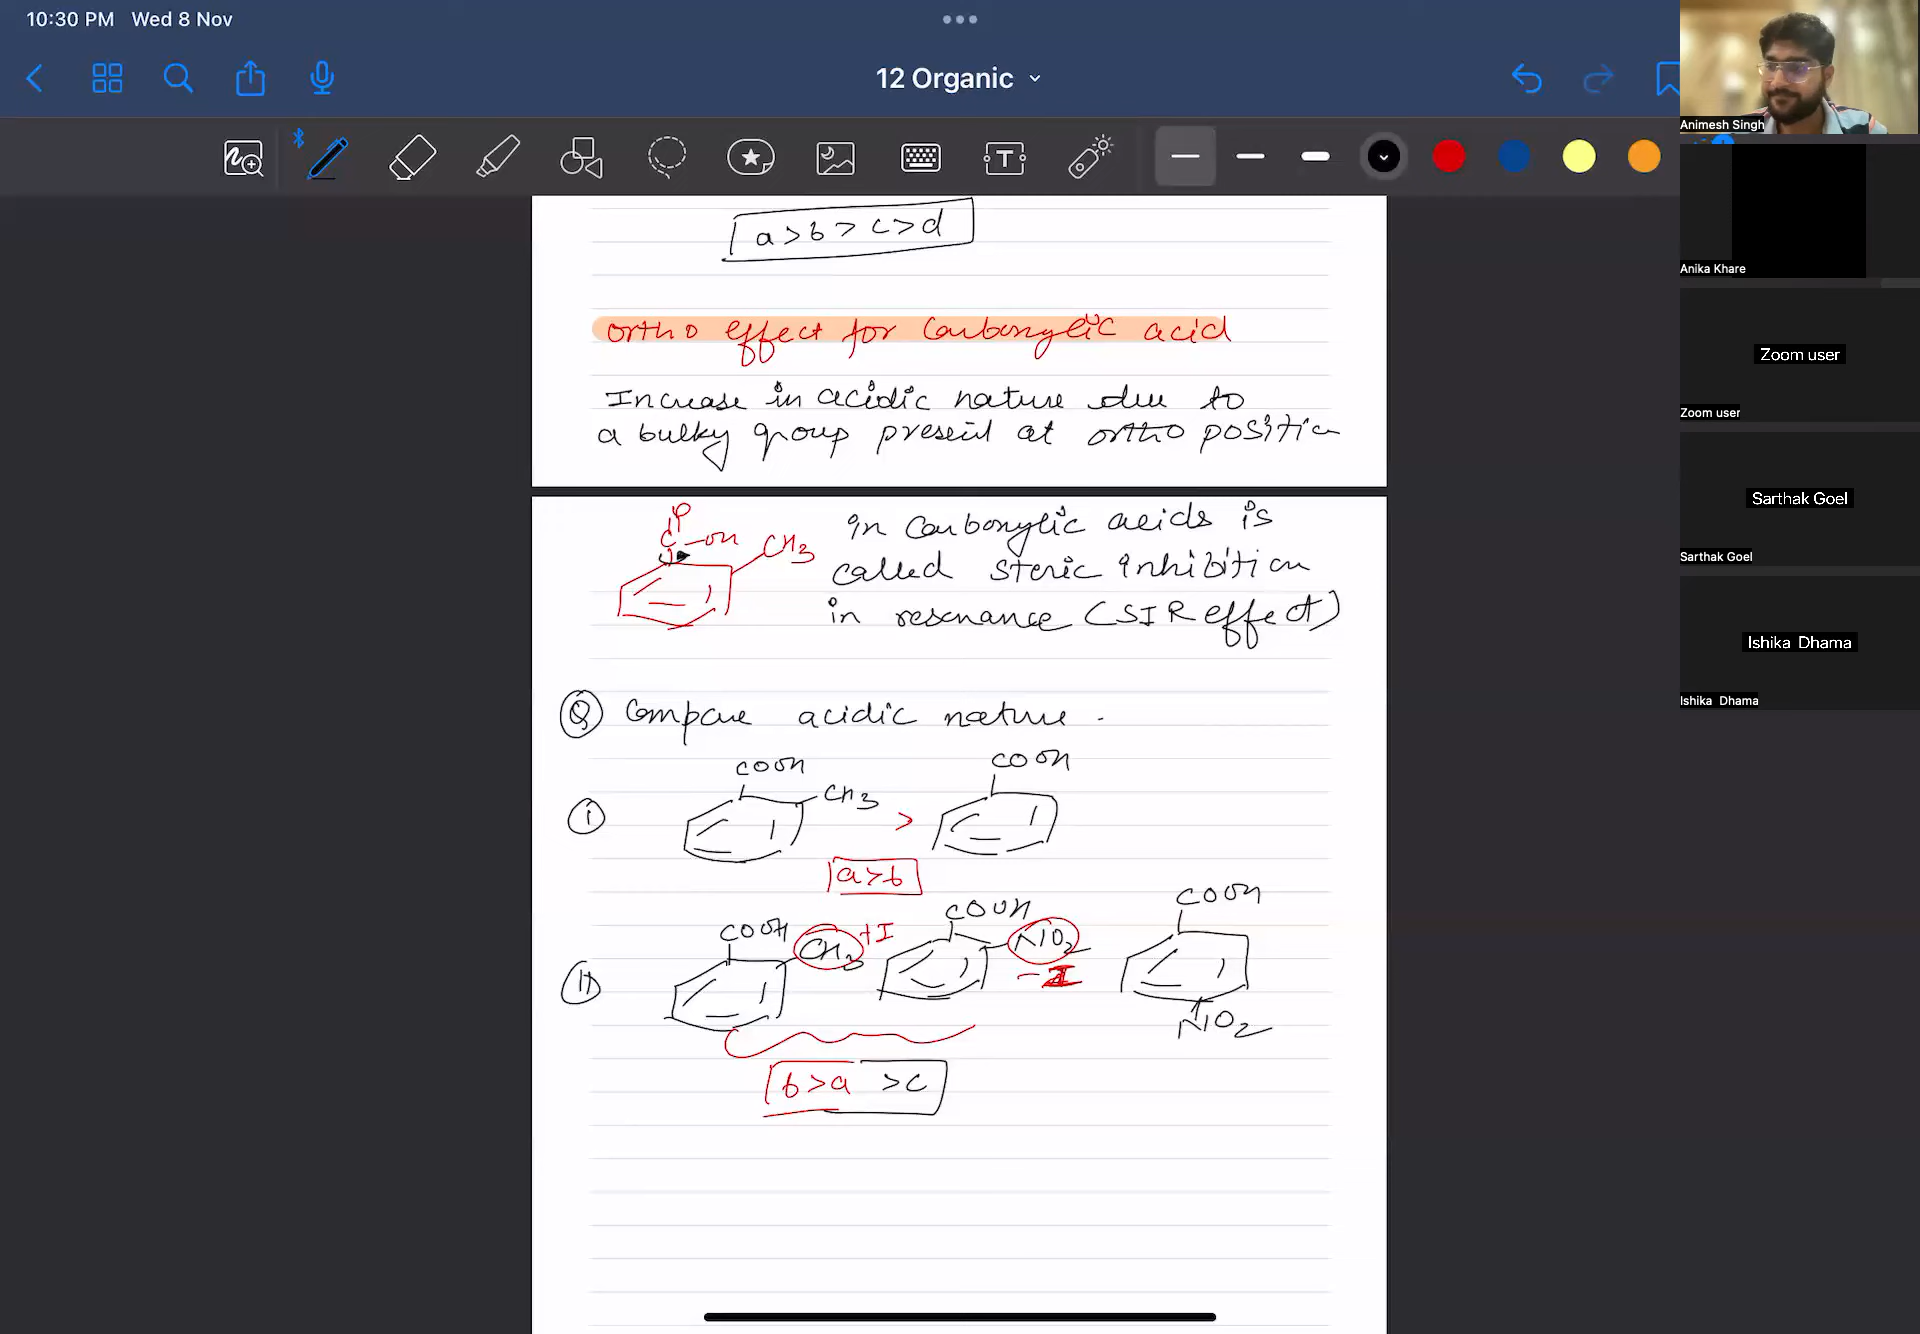 10:30 PM Wed 8 Nov
12 Organic
Animesh Singh
Anika Khare
Zoom user
Zoom user
Sarthak Goel
Sarthak Goel
Ishika Dhama
Ishika Dhama
a > b > c > d
ortho effect for Carboxylic acid
Increase in acidic nature due to
a bulky group present at ortho position
in Carboxylic acids is
called steric inhibition
in resonance (SIR effect)
C-OH CH3
Q Compare acidic nature.
COOH COOH
I CH3 >
a > b
COOH CH3 +I COOH NO2 -I COOH
II
NO2
b > a > c